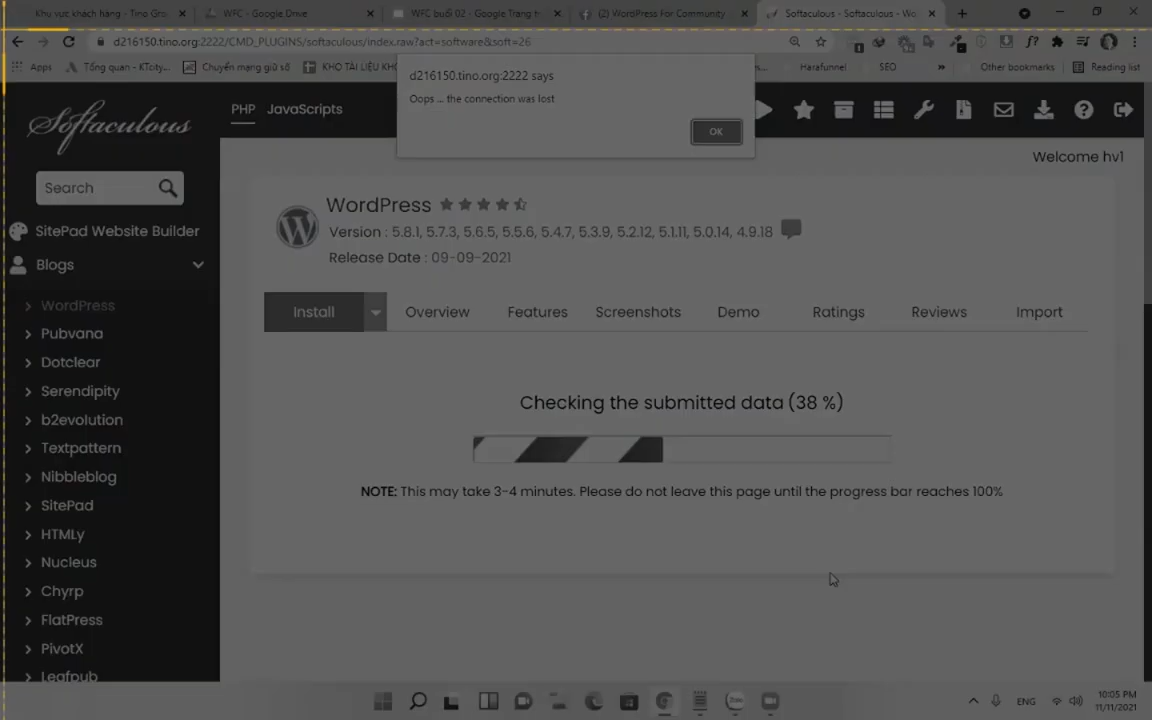 Khu vực khách hàng - Tino Gro
WFC - Google Drive
WFC buổi 02 - Google Trang tr
(2) WordPress For Community
Softaculous - Softaculous - Wo
d216150.tino.org:2222/CMD_PLUGINS/softaculous/index.raw?act=software&soft=26
Apps
Tổng quan - KTcity...
Chuyển mạng giữ số
KHO TÀI LIỆU KH
Harafunnel
SEO
»
Other bookmarks
Reading list
d216150.tino.org:2222 says
Oops ... the connection was lost
OK
Softaculous
PHP
JavaScripts
Welcome hv1
Search
SitePad Website Builder
Blogs
WordPress
Pubvana
Dotclear
Serendipity
b2evolution
Textpattern
Nibbleblog
SitePad
HTMLy
Nucleus
Chyrp
FlatPress
PivotX
Leafpub
WordPress
Version : 5.8.1, 5.7.3, 5.6.5, 5.5.6, 5.4.7, 5.3.9, 5.2.12, 5.1.11, 5.0.14, 4.9.18
Release Date : 09-09-2021
Install
Overview
Features
Screenshots
Demo
Ratings
Reviews
Import
Checking the submitted data (38 %)
NOTE: This may take 3-4 minutes. Please do not leave this page until the progress bar reaches 100%
ENG
10:05 PM
11/11/2021